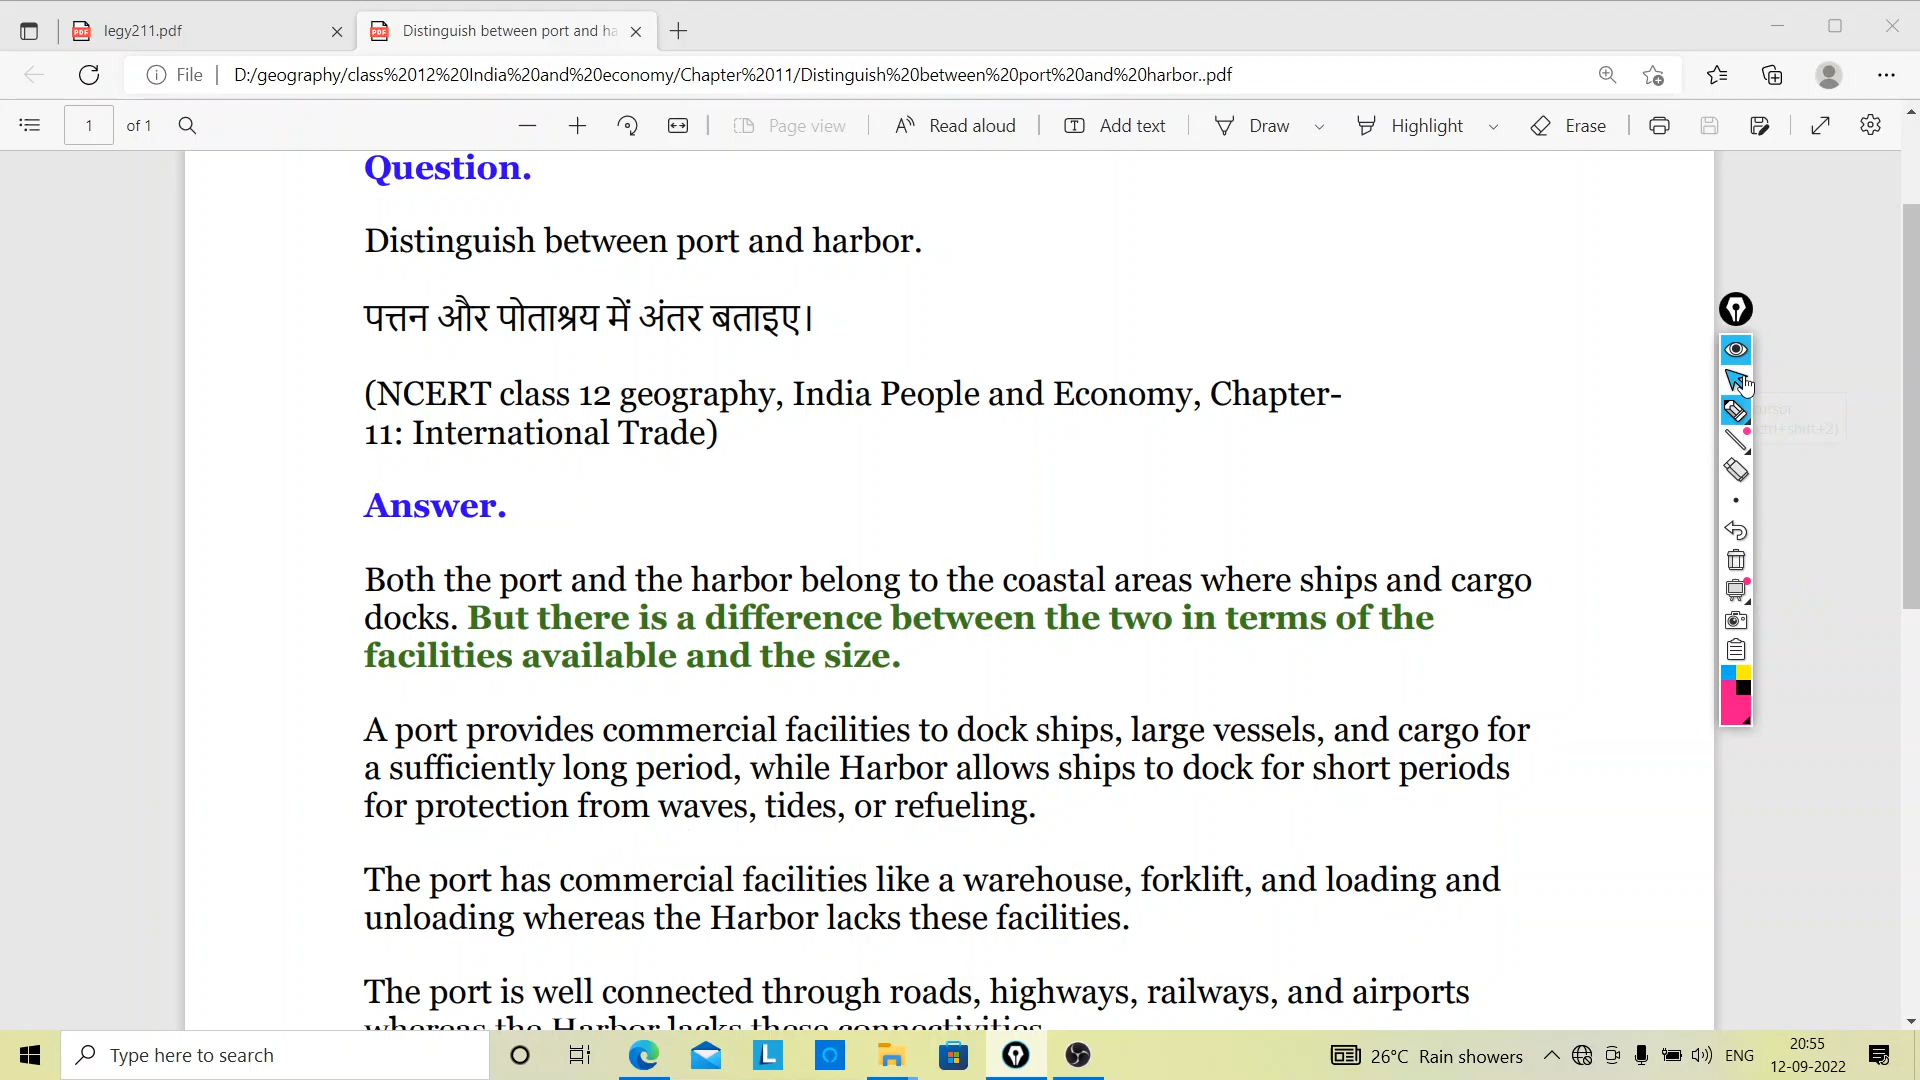 legy211.pdf
Distinguish between port and ha
File
D:/geography/class%2012%20India%20and%20economy/Chapter%2011/Distinguish%20between%20port%20and%20harbor..pdf
1 of 1
Page view
Read aloud
Add text
Draw
Highlight
Erase
Question.
Distinguish between port and harbor.
पत्तन और पोताश्रय में अंतर बताइए।
(NCERT class 12 geography, India People and Economy, Chapter-
11: International Trade)
Answer.
Both the port and the harbor belong to the coastal areas where ships and cargo
docks. But there is a difference between the two in terms of the
facilities available and the size.
A port provides commercial facilities to dock ships, large vessels, and cargo for
a sufficiently long period, while Harbor allows ships to dock for short periods
for protection from waves, tides, or refueling.
The port has commercial facilities like a warehouse, forklift, and loading and
unloading whereas the Harbor lacks these facilities.
The port is well connected through roads, highways, railways, and airports
whereas the Harbor lacks these connectivities
Type here to search
26°C Rain showers
ENG
20:55
12-09-2022